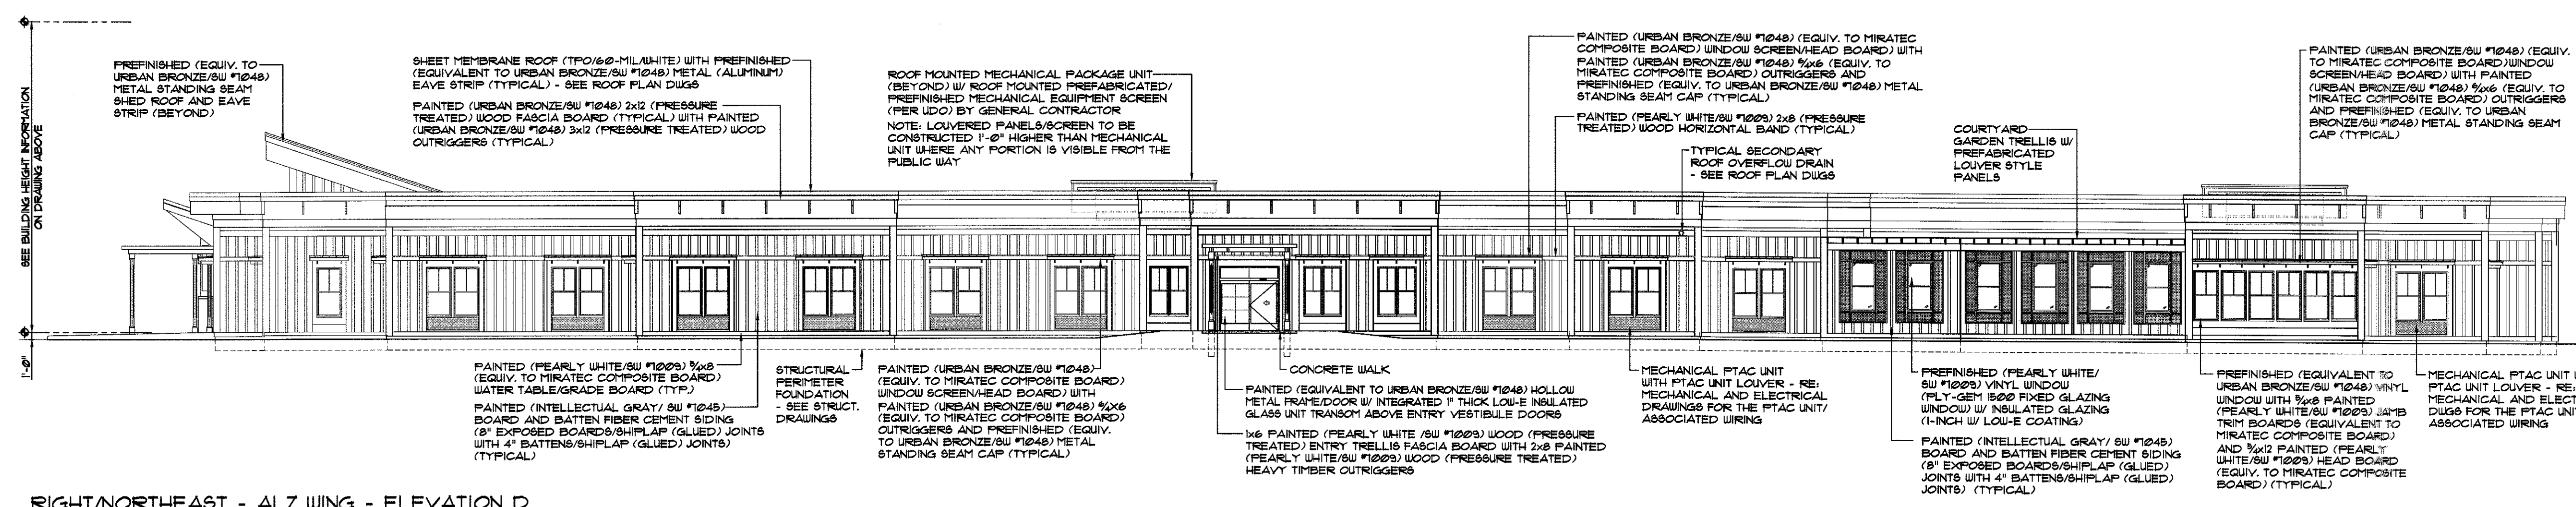 SEE BUILDING HEIGHT INFORMATION
ON DRAWING ABOVE
1'-0"
PREFINISHED (EQUIV. TO
URBAN BRONZE/SW #7048)
METAL STANDING SEAM
SHED ROOF AND EAVE
STRIP (BEYOND)
SHEET MEMBRANE ROOF (TPO/60-MIL/WHITE) WITH PREFINISHED
(EQUIVALENT TO URBAN BRONZE/SW #7048) METAL (ALUMINUM)
EAVE STRIP (TYPICAL) - SEE ROOF PLAN DWGS
PAINTED (URBAN BRONZE/SW #7048) 2x12 (PRESSURE
TREATED) WOOD FASCIA BOARD (TYPICAL) WITH PAINTED
(URBAN BRONZE/SW #7048) 3x12 (PRESSURE TREATED) WOOD
OUTRIGGERS (TYPICAL)
ROOF MOUNTED MECHANICAL PACKAGE UNIT
(BEYOND) W/ ROOF MOUNTED PREFABRICATED/
PREFINISHED MECHANICAL EQUIPMENT SCREEN
(PER UDO) BY GENERAL CONTRACTOR
NOTE: LOUVERED PANELS/SCREEN TO BE
CONSTRUCTED 1'-0" HIGHER THAN MECHANICAL
UNIT WHERE ANY PORTION IS VISIBLE FROM THE
PUBLIC WAY
PAINTED (URBAN BRONZE/SW #7048) (EQUIV. TO MIRATEC
COMPOSITE BOARD) WINDOW SCREEN/HEAD BOARD) WITH
PAINTED (URBAN BRONZE/SW #7048) 5/4x6 (EQUIV. TO
MIRATEC COMPOSITE BOARD) OUTRIGGERS AND
PREFINISHED (EQUIV. TO URBAN BRONZE/SW #7048) METAL
STANDING SEAM CAP (TYPICAL)
PAINTED (PEARLY WHITE/SW #7009) 2x8 (PRESSURE
TREATED) WOOD HORIZONTAL BAND (TYPICAL)
TYPICAL SECONDARY
ROOF OVERFLOW DRAIN
- SEE ROOF PLAN DWGS
COURTYARD
GARDEN TRELLIS W/
PREFABRICATED
LOUVER STYLE
PANELS
PAINTED (URBAN BRONZE/SW #7048) (EQUIV.
TO MIRATEC COMPOSITE BOARD)WINDOW
SCREEN/HEAD BOARD) WITH PAINTED
(URBAN BRONZE/SW #7048) 5/4x6 (EQUIV. TO
MIRATEC COMPOSITE BOARD) OUTRIGGERS
AND PREFINISHED (EQUIV. TO URBAN
BRONZE/SW #7048) METAL STANDING SEAM
CAP (TYPICAL)
PAINTED (PEARLY WHITE/SW #7009) 5/4x8
(EQUIV. TO MIRATEC COMPOSITE BOARD)
WATER TABLE/GRADE BOARD (TYP.)
PAINTED (INTELLECTUAL GRAY/ SW #7045)
BOARD AND BATTEN FIBER CEMENT SIDING
(8" EXPOSED BOARDS/SHIPLAP (GLUED) JOINTS
WITH 4" BATTENS/SHIPLAP (GLUED) JOINTS)
(TYPICAL)
STRUCTURAL
PERIMETER
FOUNDATION
- SEE STRUCT.
DRAWINGS
PAINTED (URBAN BRONZE/SW #7048)
(EQUIV. TO MIRATEC COMPOSITE BOARD)
WINDOW SCREEN/HEAD BOARD) WITH
PAINTED (URBAN BRONZE/SW #7048) 5/4X6
(EQUIV. TO MIRATEC COMPOSITE BOARD)
OUTRIGGERS AND PREFINISHED (EQUIV.
TO URBAN BRONZE/SW #7048) METAL
STANDING SEAM CAP (TYPICAL)
CONCRETE WALK
PAINTED (EQUIVALENT TO URBAN BRONZE/SW #7048) HOLLOW
METAL FRAME/DOOR W/ INTEGRATED 1" THICK LOW-E INSULATED
GLASS UNIT TRANSOM ABOVE ENTRY VESTIBULE DOORS
1x6 PAINTED (PEARLY WHITE /SW #7009) WOOD (PRESSURE
TREATED) ENTRY TRELLIS FASCIA BOARD WITH 2x8 PAINTED
(PEARLY WHITE/SW #7009) WOOD (PRESSURE TREATED)
HEAVY TIMBER OUTRIGGERS
MECHANICAL PTAC UNIT
WITH PTAC UNIT LOUVER - RE:
MECHANICAL AND ELECTRICAL
DRAWINGS FOR THE PTAC UNIT/
ASSOCIATED WIRING
PREFINISHED (PEARLY WHITE/
SW #7009) VINYL WINDOW
(PLY-GEM 1500 FIXED GLAZING
WINDOW) W/ INSULATED GLAZING
(1-INCH W/ LOW-E COATING)
PAINTED (INTELLECTUAL GRAY/ SW #7045)
BOARD AND BATTEN FIBER CEMENT SIDING
(8" EXPOSED BOARDS/SHIPLAP (GLUED)
JOINTS WITH 4" BATTENS/SHIPLAP (GLUED)
JOINTS) (TYPICAL)
PREFINISHED (EQUIVALENT TO
URBAN BRONZE/SW #7048) VINYL
WINDOW WITH 5/4x8 PAINTED
(PEARLY WHITE/SW #7009) JAMB
TRIM BOARDS (EQUIVALENT TO
MIRATEC COMPOSITE BOARD)
AND 5/4x12 PAINTED (PEARLY
WHITE/SW #7009) HEAD BOARD
(EQUIV. TO MIRATEC COMPOSITE
BOARD) (TYPICAL)
MECHANICAL PTAC UNIT
PTAC UNIT LOUVER - RE:
MECHANICAL AND ELECT
DWGS FOR THE PTAC UNIT
ASSOCIATED WIRING
RIGHT/NORTHEAST - ALZ WING - ELEVATION D